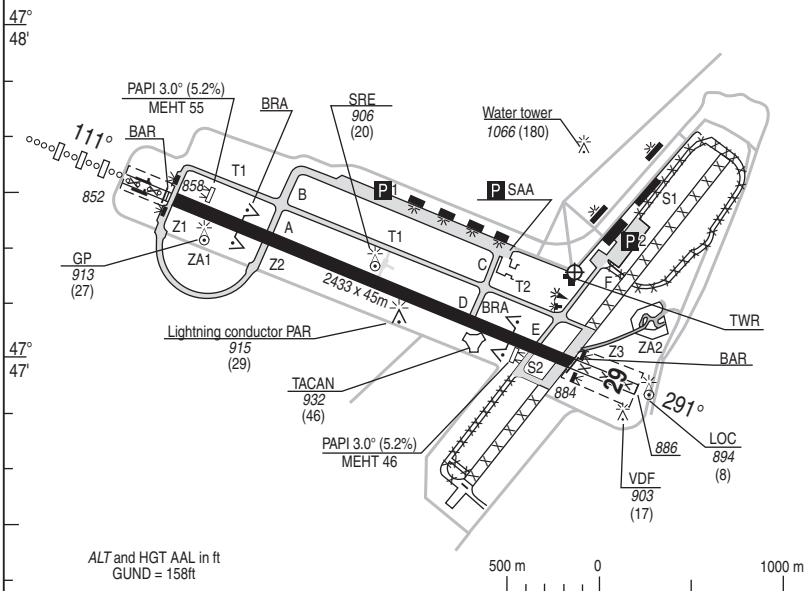 47°
48'
PAPI 3.0° (5.2%)
MEHT 55
BRA
SRE
906
(20)
Water tower
1066 (180)
111°
BAR
T1
858
11
852
B
P 1
P SAA
S1
Z1
A
T1
P 2
GP
913
(27)
ZA1
Z2
C
T2
F
2433 x 45m
D
BRA
TWR
E
Lightning conductor PAR
915
(29)
Z3
ZA2
BAR
47°
47'
S2
TACAN
932
(46)
884
29
291°
PAPI 3.0° (5.2%)
MEHT 46
886
LOC
894
(8)
VDF
903
(17)
ALT and HGT AAL in ft
GUND = 158ft
500 m
0
1000 m